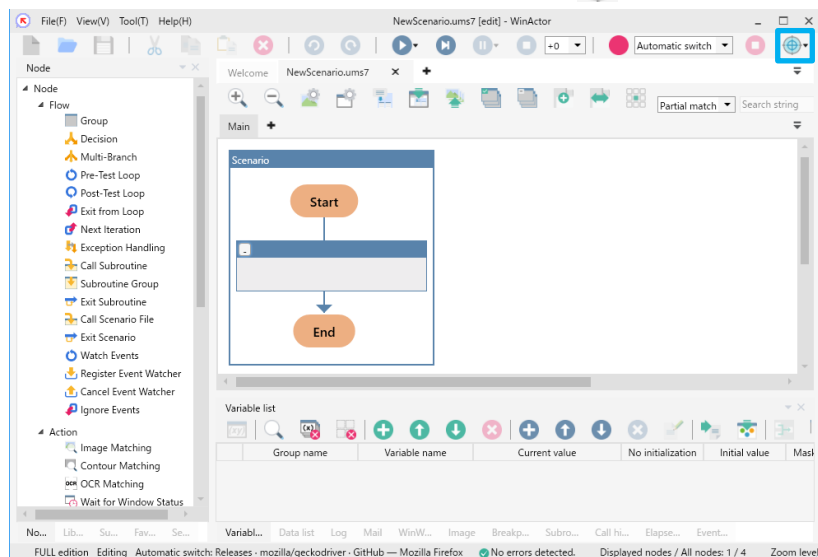 File(F) View(V) Tool(T) Help(H) NewScenario.ums7 [edit] - WinActor
+0 Automatic switch
Node
Welcome NewScenario.ums7
Node
Flow
Group
Decision
Multi-Branch
Pre-Test Loop
Post-Test Loop
Exit from Loop
Next Iteration
Exception Handling
Call Subroutine
Subroutine Group
Exit Subroutine
Call Scenario File
Exit Scenario
Watch Events
Register Event Watcher
Cancel Event Watcher
Ignore Events
Action
Image Matching
Contour Matching
OCR OCR Matching
Wait for Window Status
No... Lib... Su... Fav... Se...
Partial match Search string
Main
Scenario
Start
End
Variable list
Group name Variable name Current value No initialization Initial value Mask
Variabl... Data list Log Mail WinW... Image Breakp... Subro... Call hi... Elapse... Event...
FULL edition Editing Automatic switch: Releases · mozilla/geckodriver · GitHub — Mozilla Firefox No errors detected. Displayed nodes / All nodes: 1 / 4 Zoom leve